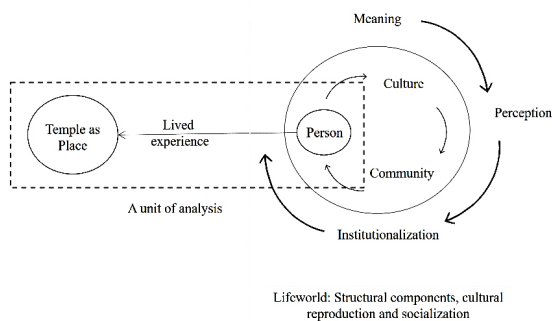 Meaning
Culture
Perception
Temple as
Place
Lived
experience
Person
Community
A unit of analysis
Institutionalization
Lifeworld: Structural components, cultural
reproduction and socialization